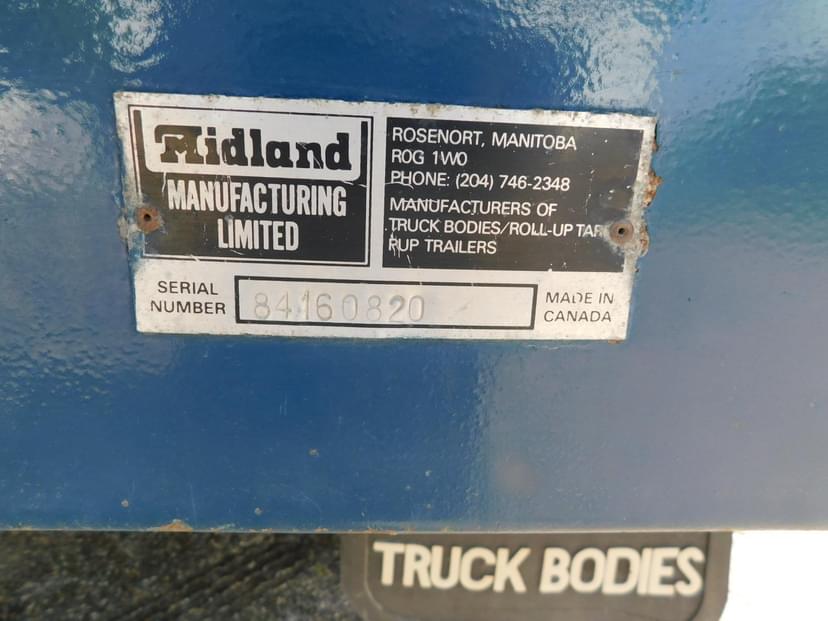 Midland
MANUFACTURING
LIMITED
ROSENORT, MANITOBA
R0G 1W0
PHONE: (204) 746-2348
MANUFACTURERS OF
TRUCK BODIES/ROLL-UP TAR
PUP TRAILERS
SERIAL
NUMBER
84160820
MADE IN
CANADA
TRUCK BODIES